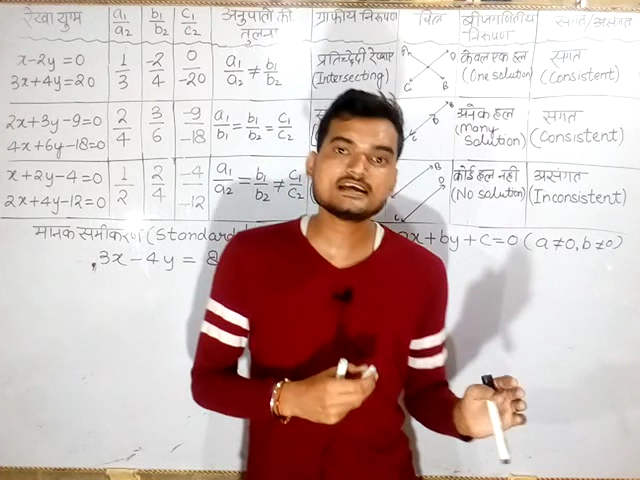 रेखा युग्म a₁/a₂ b₁/b₂ c₁/c₂ अनुपातों की तुलना ग्राफीय निरूपण चित्र बीजगणितीय निरूपण संगत/असंगत
x-2y=0 1/3 -2/4 0/-20 a₁/a₂ ≠ b₁/b₂ प्रतिच्छेदी रेखाएं केवल एक हल संगत
3x+4y=20 (Intersecting) (One solution) (Consistent)
2x+3y-9=0 2/4 3/6 -9/-18 a₁/b₁ = b₁/b₂ = c₁/c₂ अनेक हल संगत
4x+6y-18=0 (many solution) (Consistent)
x+2y-4=0 1/2 2/4 -4/-12 a₁/a₂ = b₁/b₂ ≠ c₁/c₂ कोई हल नहीं असंगत
2x+4y-12=0 (No solution) (Inconsistent)
मानक समीकरण (Standard x+by+c=0 (a≠0, b≠0)
3x-4y = 8